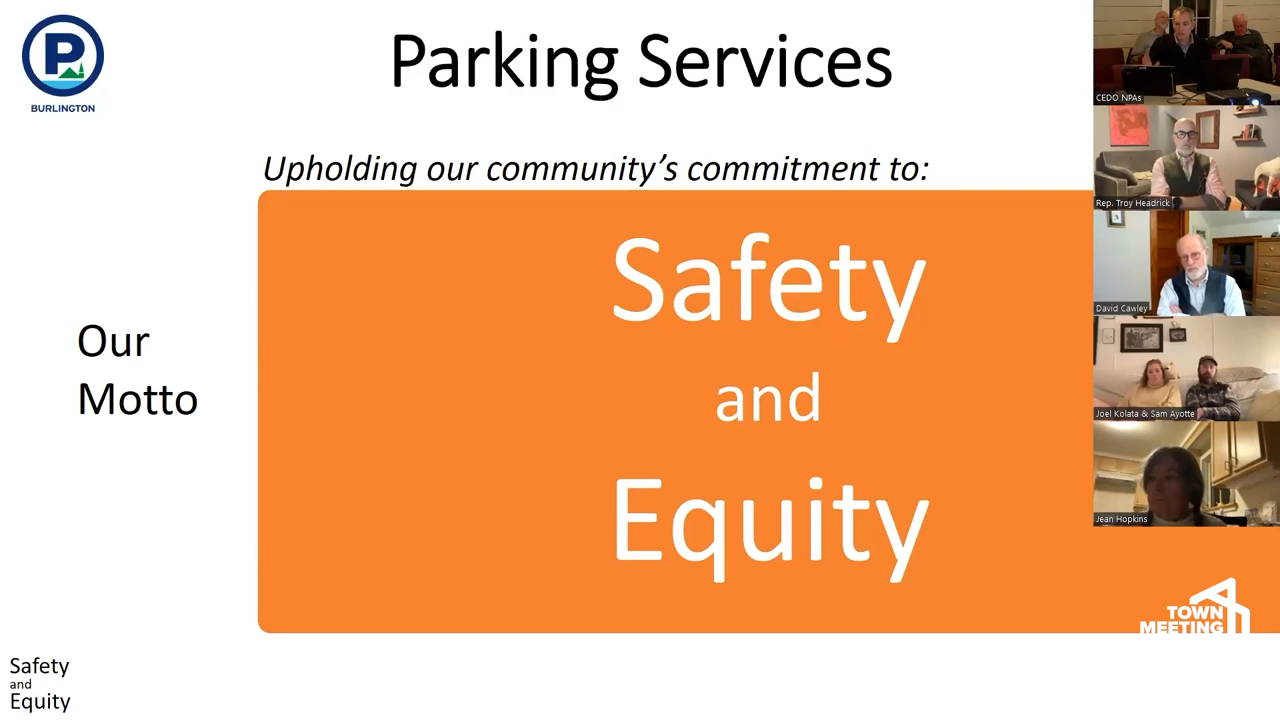 P
BURLINGTON
Parking Services
Upholding our community’s commitment to:
Our
Motto
Safety
and
Equity
Safety
and
Equity
CEDO NPAs
Rep. Troy Headrick
David Cawley
Joel Kolata & Sam Ayotte
Jean Hopkins
TOWN
MEETING